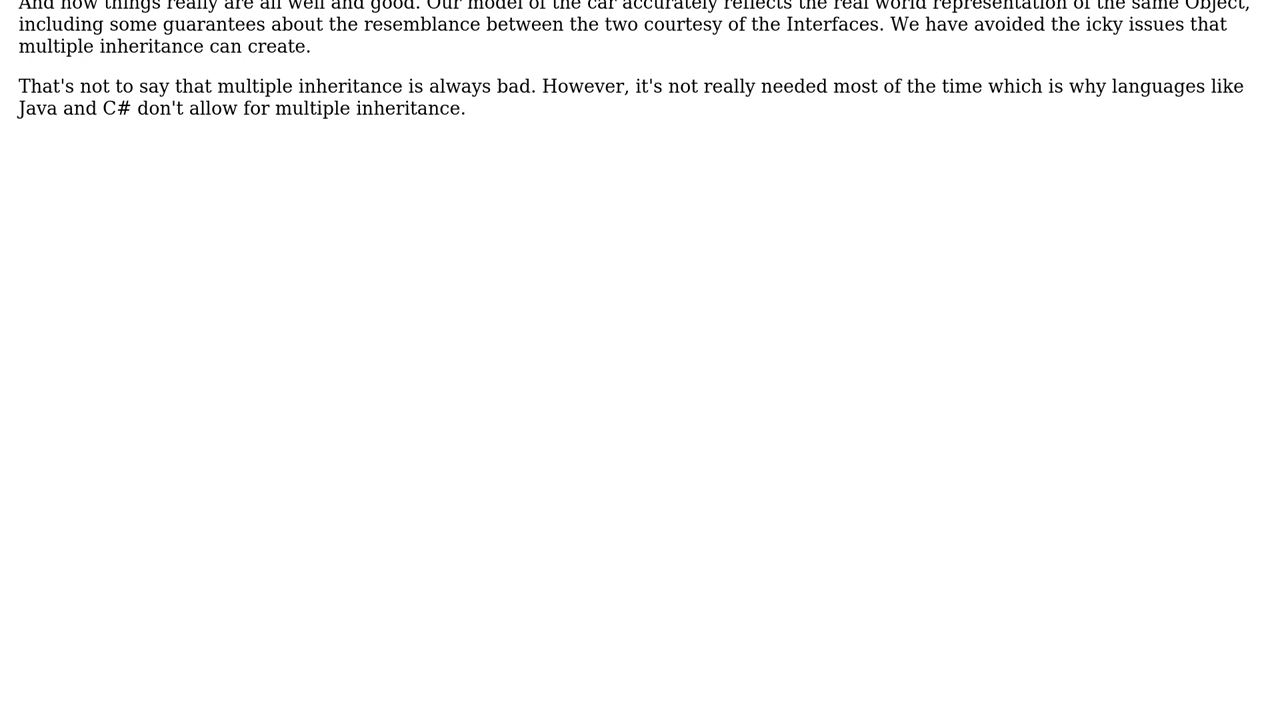 And now things really are all well and good. Our model of the car accurately reflects the real world representation of the same Object,
including some guarantees about the resemblance between the two courtesy of the Interfaces. We have avoided the icky issues that
multiple inheritance can create.
That's not to say that multiple inheritance is always bad. However, it's not really needed most of the time which is why languages like
Java and C# don't allow for multiple inheritance.